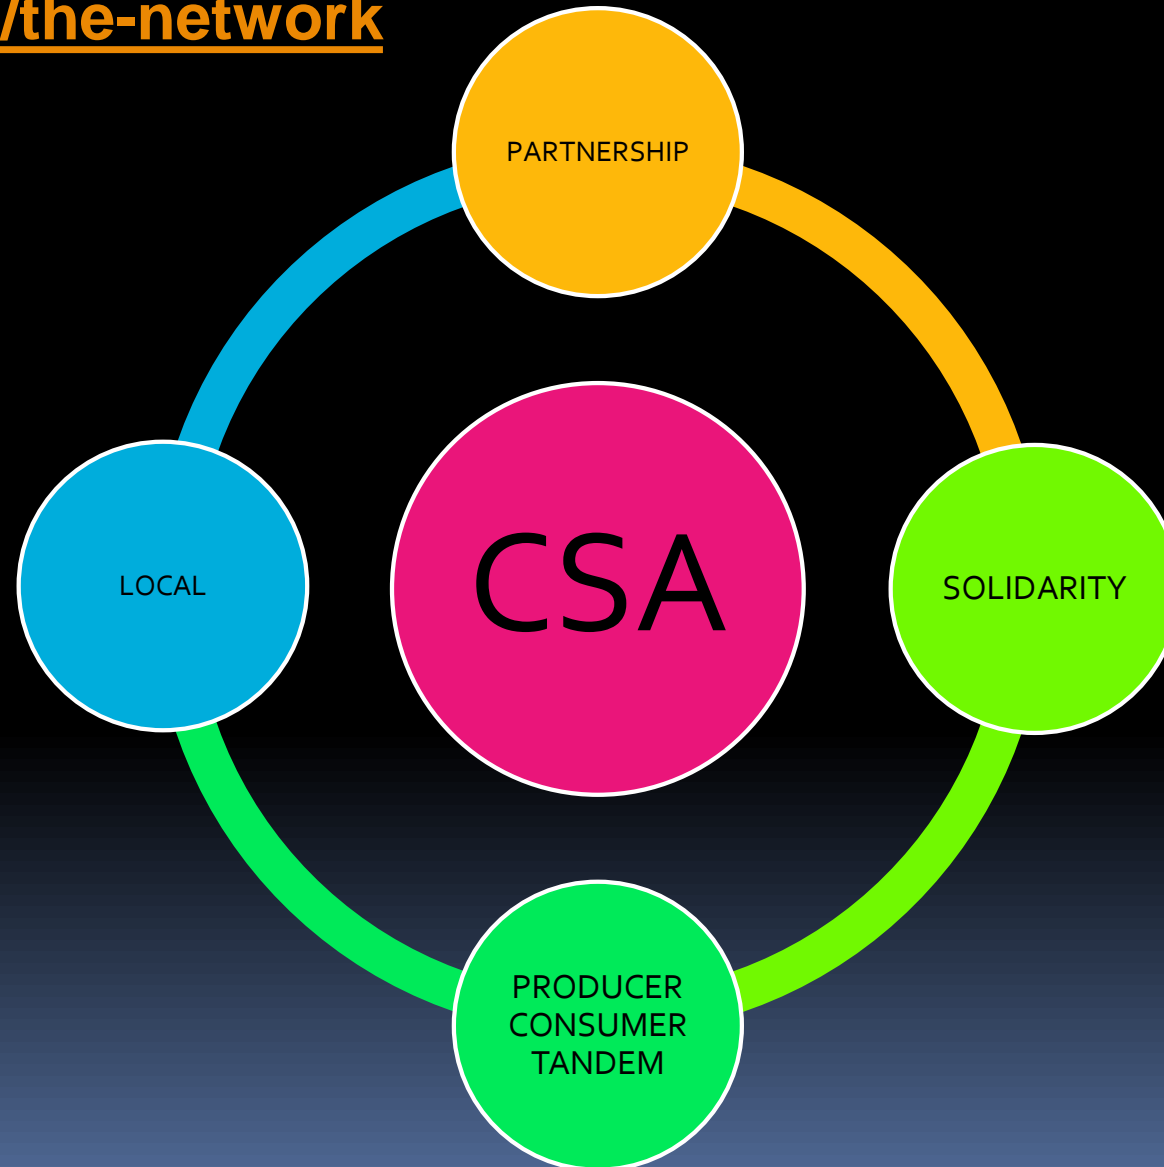 /the-network
PARTNERSHIP
LOCAL
CSA
SOLIDARITY
PRODUCER
CONSUMER
TANDEM